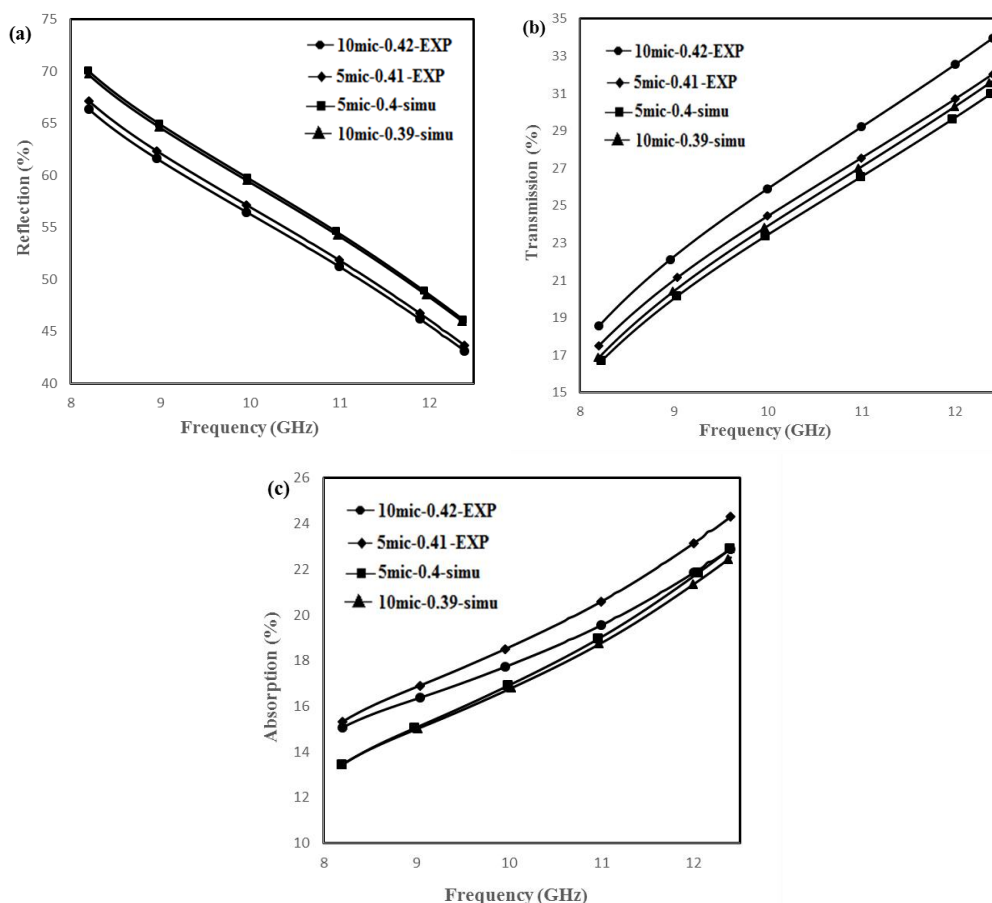 (a)
75
70
65
60
55
50
45
40
Reflection (%)
10mic-0.42-EXP
5mic-0.41-EXP
5mic-0.4-simu
10mic-0.39-simu
8 9 10 11 12
Frequency (GHz)
(b)
35
33
31
29
27
25
23
21
19
17
15
Transmission (%)
10mic-0.42-EXP
5mic-0.41-EXP
5mic-0.4-simu
10mic-0.39-simu
8 9 10 11 12
Frequency (GHz)
(c)
26
24
22
20
18
16
14
12
10
Absorption (%)
10mic-0.42-EXP
5mic-0.41-EXP
5mic-0.4-simu
10mic-0.39-simu
8 9 10 11 12
Frequency (GHz)